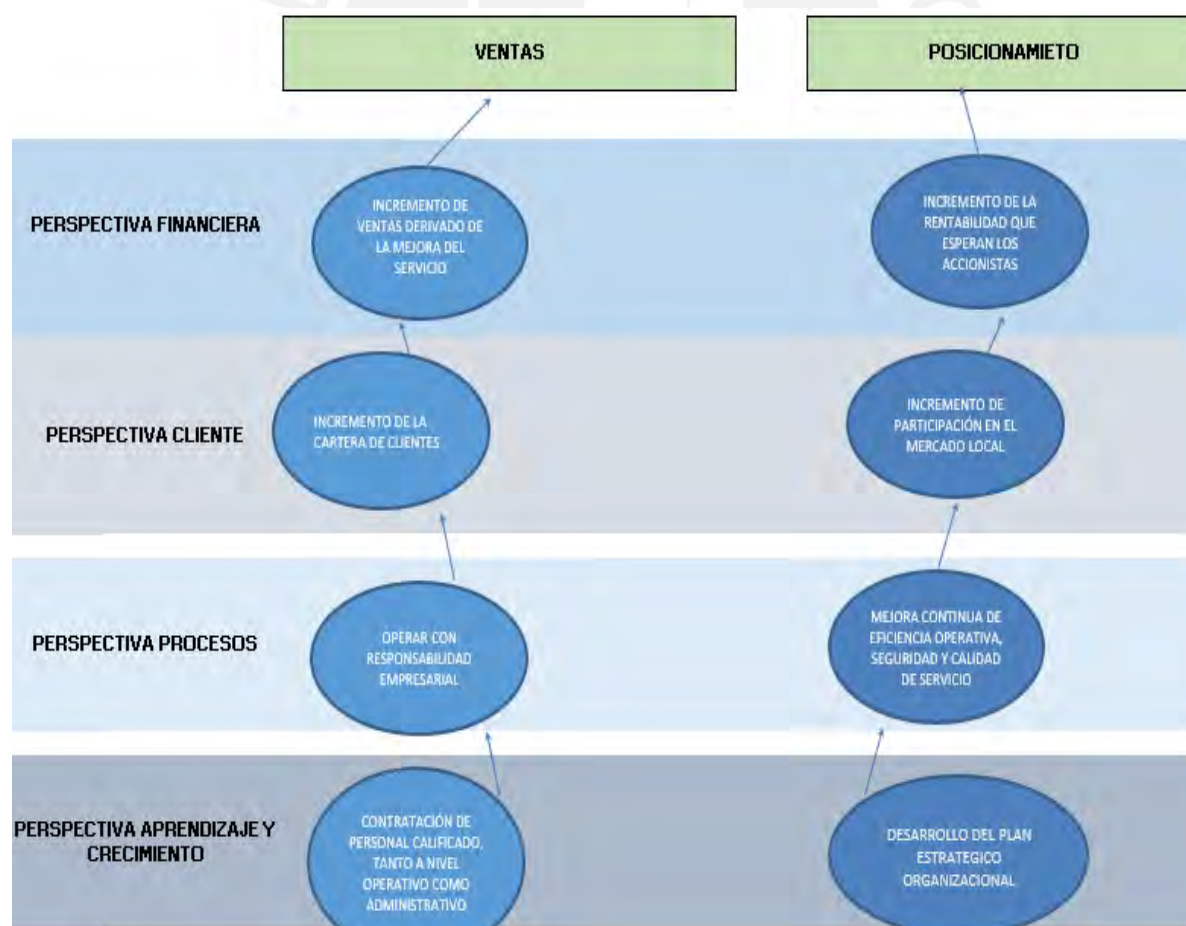 VENTAS
POSICIONAMIETO
PERSPECTIVA FINANCIERA
INCREMENTO DE
VENTAS DERIVADO DE
LA MEJORA DEL
SERVICIO
INCREMENTO DE LA
RENTABILIDAD QUE
ESPERAN LOS
ACCIONISTAS
PERSPECTIVA CLIENTE
INCREMENTO DE LA
CARTERA DE CLIENTES
INCREMENTO DE
PARTICIPACIÓN EN EL
MERCADO LOCAL
PERSPECTIVA PROCESOS
OPERAR CON
RESPONSABILIDAD
EMPRESARIAL
MEJORA CONTINUA DE
EFICIENCIA OPERATIVA,
SEGURIDAD Y CALIDAD
DE SERVICIO
PERSPECTIVA APRENDIZAJE Y
CRECIMIENTO
CONTRATACIÓN DE
PERSONAL CALIFICADO,
TANTO A NIVEL
OPERATIVO COMO
ADMINISTRATIVO
DESARROLLO DEL PLAN
ESTRATEGICO
ORGANIZACIONAL